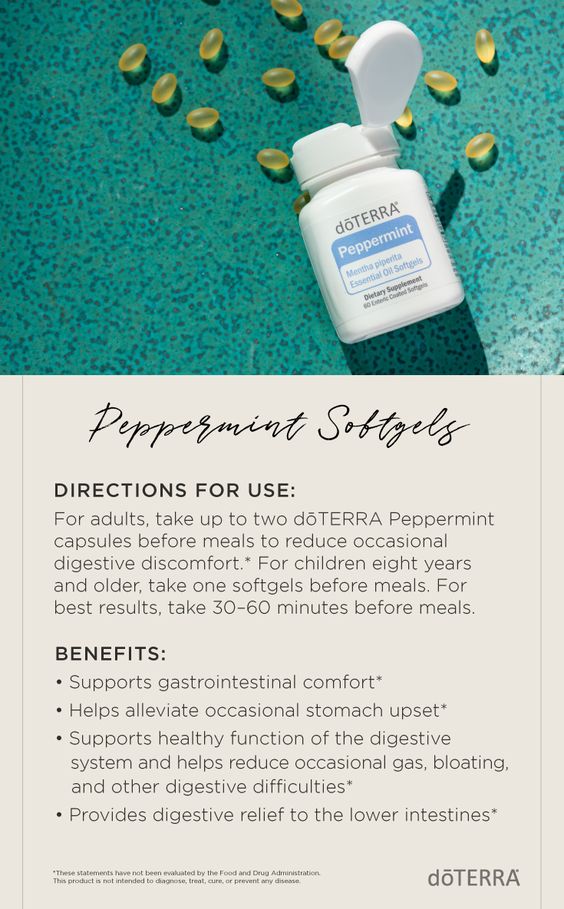 dōTERRA®
Peppermint
Mentha piperita
Essential Oil Softgels
Dietary Supplement
60 Enteric Coated Softgels
Peppermint Softgels
DIRECTIONS FOR USE:
For adults, take up to two dōTERRA Peppermint
capsules before meals to reduce occasional
digestive discomfort.* For children eight years
and older, take one softgels before meals. For
best results, take 30–60 minutes before meals.
BENEFITS:
• Supports gastrointestinal comfort*
• Helps alleviate occasional stomach upset*
• Supports healthy function of the digestive
system and helps reduce occasional gas, bloating,
and other digestive difficulties*
• Provides digestive relief to the lower intestines*
*These statements have not been evaluated by the Food and Drug Administration.
This product is not intended to diagnose, treat, cure, or prevent any disease.
dōTERRA®